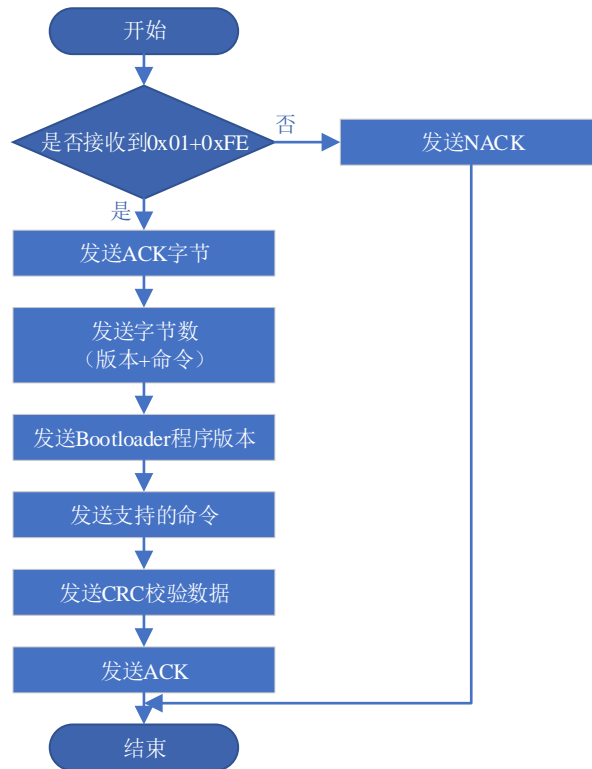 开始
是否接收到0x01+0xFE
否
发送NACK
是
发送ACK字节
发送字节数
（版本+命令）
发送Bootloader程序版本
发送支持的命令
发送CRC校验数据
发送ACK
结束